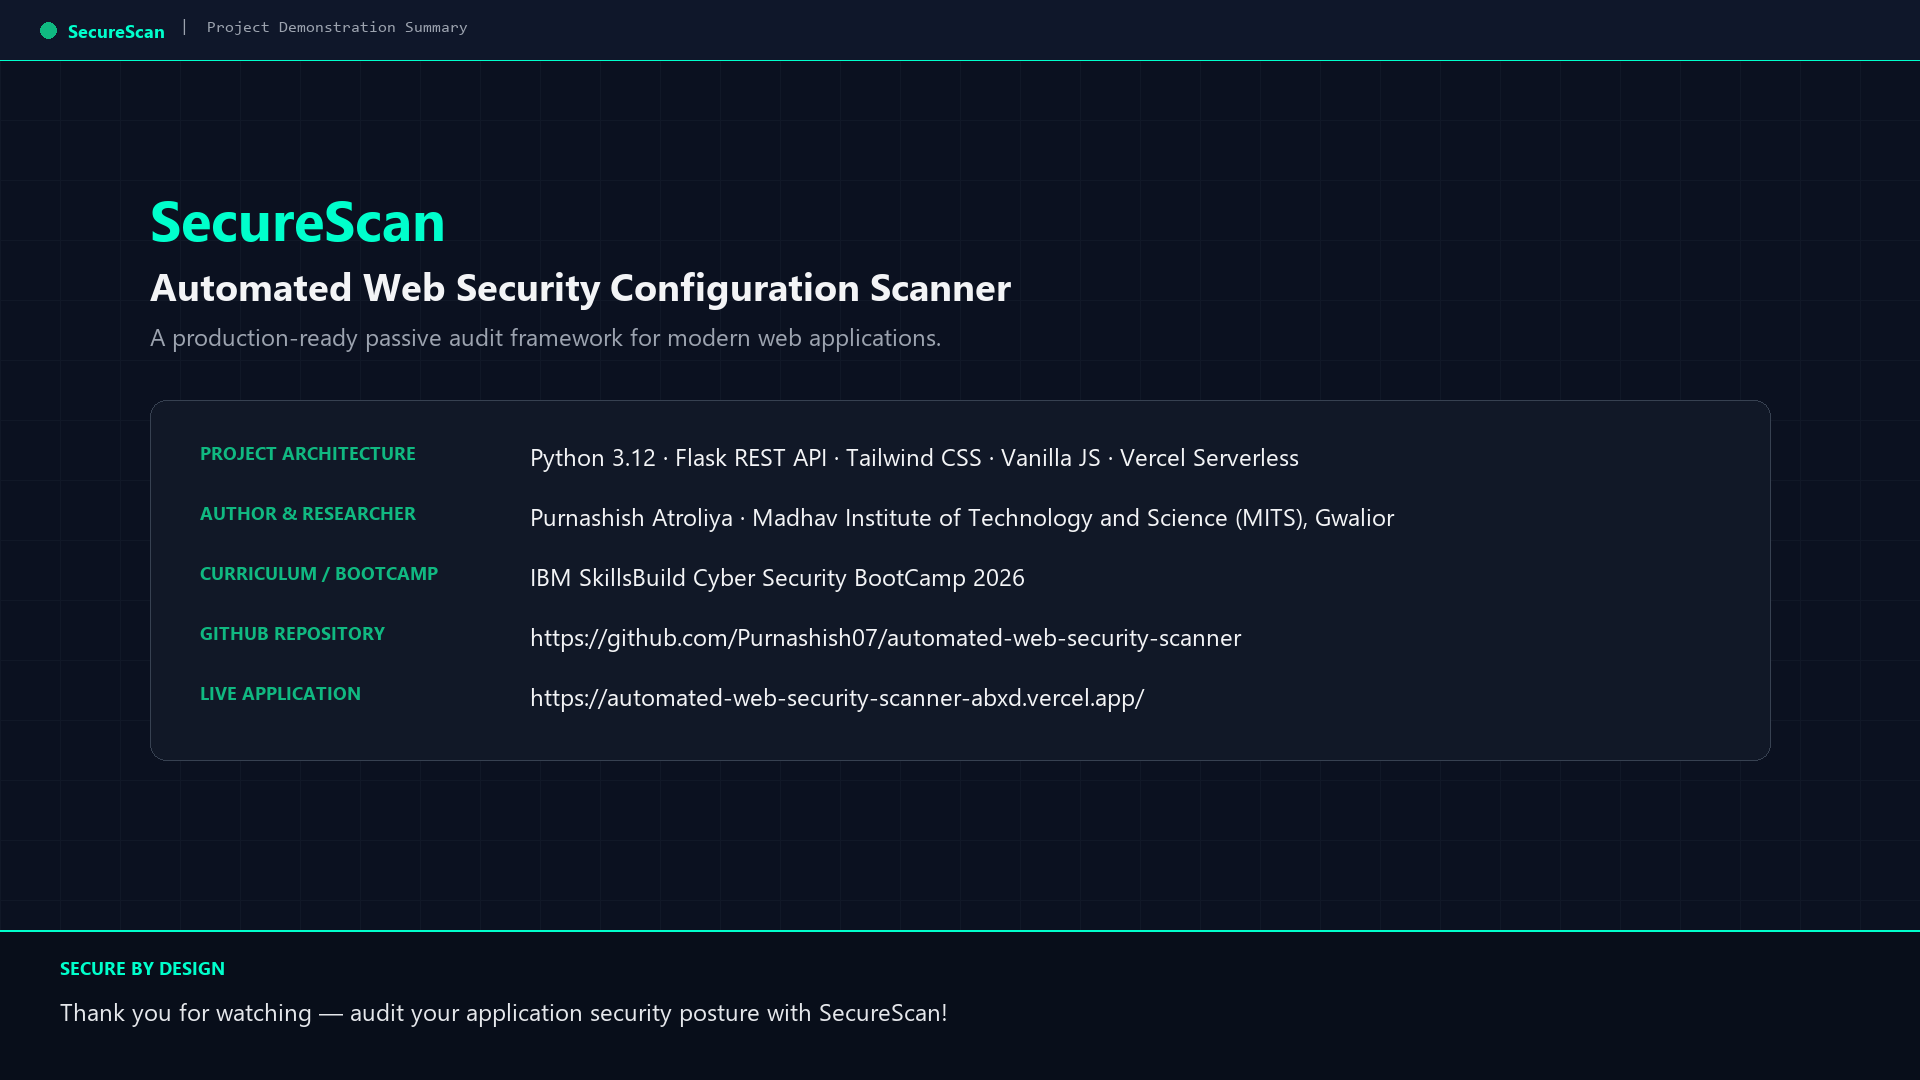 SecureScan | Project Demonstration Summary
SecureScan
Automated Web Security Configuration Scanner
A production-ready passive audit framework for modern web applications.
PROJECT ARCHITECTURE Python 3.12 · Flask REST API · Tailwind CSS · Vanilla JS · Vercel Serverless
AUTHOR & RESEARCHER Purnashish Atroliya · Madhav Institute of Technology and Science (MITS), Gwalior
CURRICULUM / BOOTCAMP IBM SkillsBuild Cyber Security BootCamp 2026
GITHUB REPOSITORY https://github.com/Purnashish07/automated-web-security-scanner
LIVE APPLICATION https://automated-web-security-scanner-abxd.vercel.app/
SECURE BY DESIGN
Thank you for watching — audit your application security posture with SecureScan!